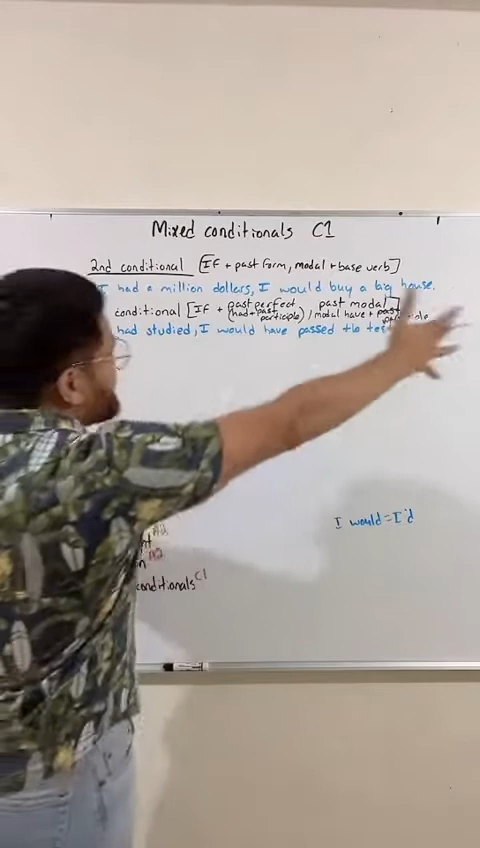 Mixed conditionals C1
2nd conditional [IF + past form, modal + base verb]
I had a million dollars, I would buy a big house.
conditional [IF + past perfect (had + past participle), past modal / modal have + past participle]
had studied, I would have passed the test
I would = I'd
A2
A2
conditionals C1